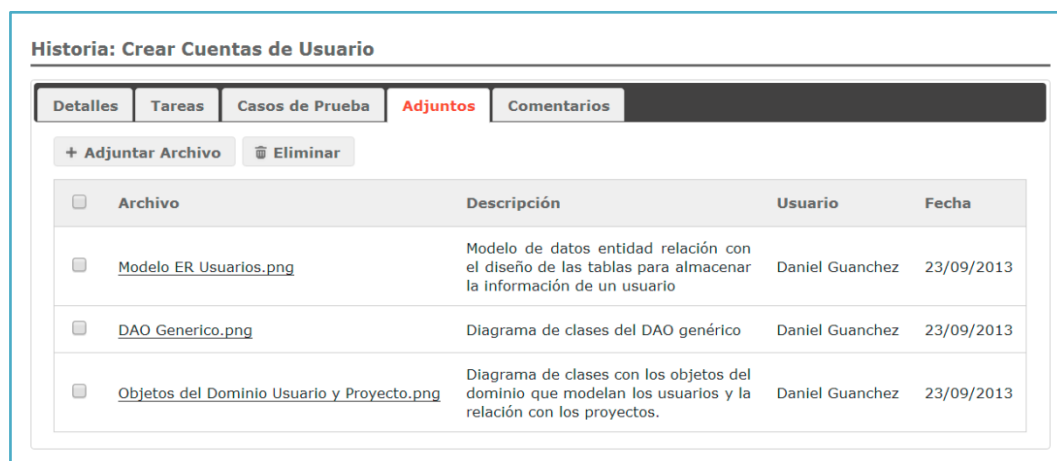 Historia: Crear Cuentas de Usuario
Detalles Tareas Casos de Prueba Adjuntos Comentarios
+ Adjuntar Archivo Eliminar
Archivo Descripción Usuario Fecha
Modelo ER Usuarios.png Modelo de datos entidad relación con el diseño de las tablas para almacenar la información de un usuario Daniel Guanchez 23/09/2013
DAO Generico.png Diagrama de clases del DAO genérico Daniel Guanchez 23/09/2013
Objetos del Dominio Usuario y Proyecto.png Diagrama de clases con los objetos del dominio que modelan los usuarios y la relación con los proyectos. Daniel Guanchez 23/09/2013